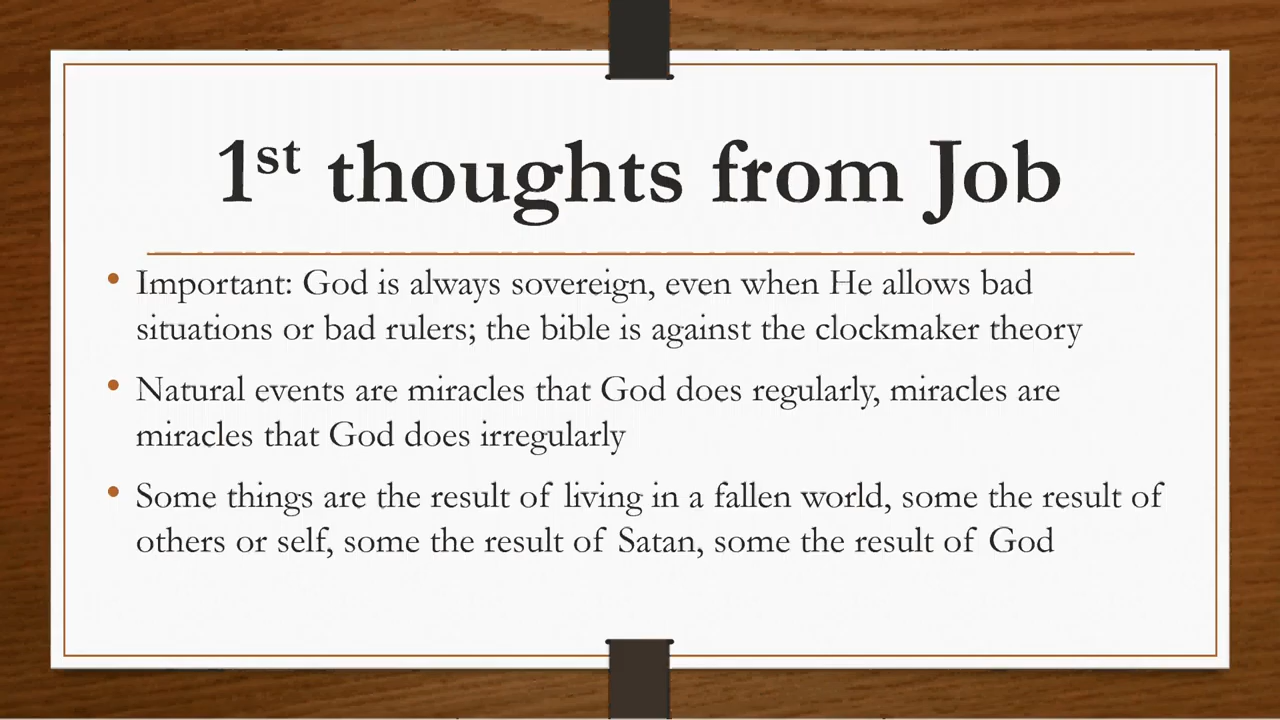 1st thoughts from Job
• Important: God is always sovereign, even when He allows bad
situations or bad rulers; the bible is against the clockmaker theory
• Natural events are miracles that God does regularly, miracles are
miracles that God does irregularly
• Some things are the result of living in a fallen world, some the result of
others or self, some the result of Satan, some the result of God